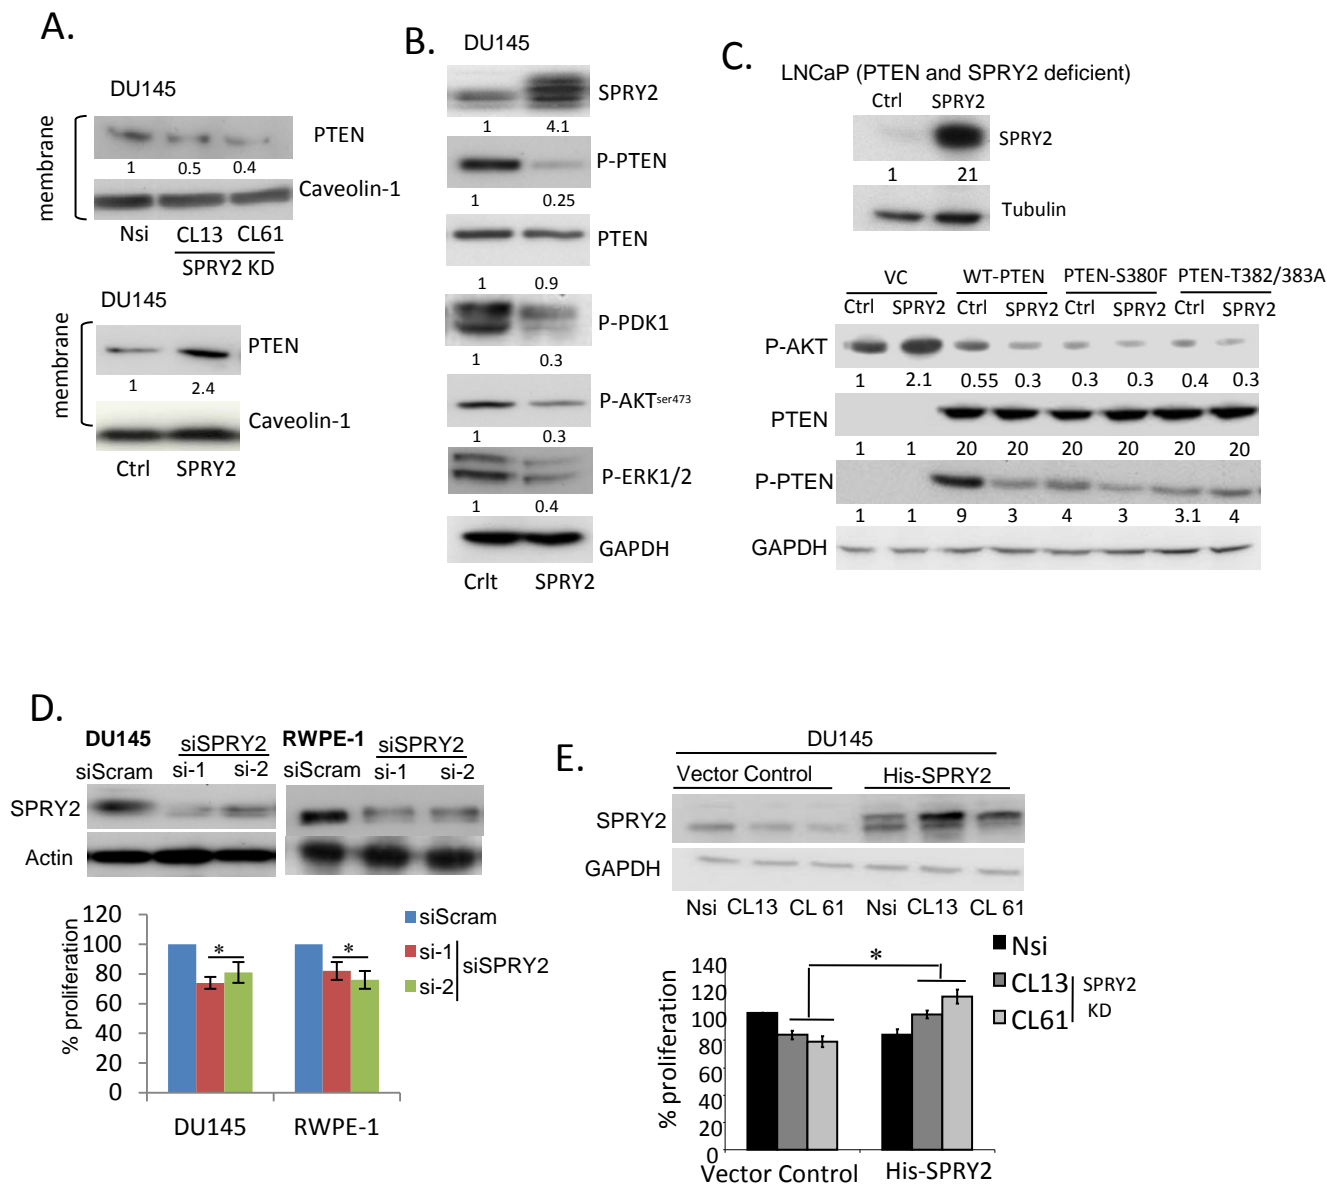 A.
DU145
membrane
PTEN
1 0.5 0.4
Caveolin-1
Nsi CL13 CL61
SPRY2 KD
DU145
membrane
PTEN
1 2.4
Caveolin-1
Ctrl SPRY2
B.
DU145
SPRY2
1 4.1
P-PTEN
1 0.25
PTEN
1 0.9
P-PDK1
1 0.3
P-AKTser473
1 0.3
P-ERK1/2
1 0.4
GAPDH
Crlt SPRY2
C.
LNCaP (PTEN and SPRY2 deficient)
Ctrl SPRY2
SPRY2
1 21
Tubulin
VC WT-PTEN PTEN-S380F PTEN-T382/383A
Ctrl SPRY2 Ctrl SPRY2 Ctrl SPRY2 Ctrl SPRY2
P-AKT
1 2.1 0.55 0.3 0.3 0.3 0.4 0.3
PTEN
1 1 20 20 20 20 20 20
P-PTEN
1 1 9 3 4 3 3.1 4
GAPDH
D.
DU145 siSPRY2 RWPE-1 siSPRY2
siScram si-1 si-2 siScram si-1 si-2
SPRY2
Actin
% proliferation
120
100
80
60
40
20
0
* *
DU145 RWPE-1
siScram
si-1
si-2
siSPRY2
E.
DU145
Vector Control His-SPRY2
SPRY2
GAPDH
Nsi CL13 CL 61 Nsi CL13 CL 61
% proliferation
140
120
100
80
60
40
20
0
*
Vector Control His-SPRY2
Nsi
CL13
CL61
SPRY2
KD